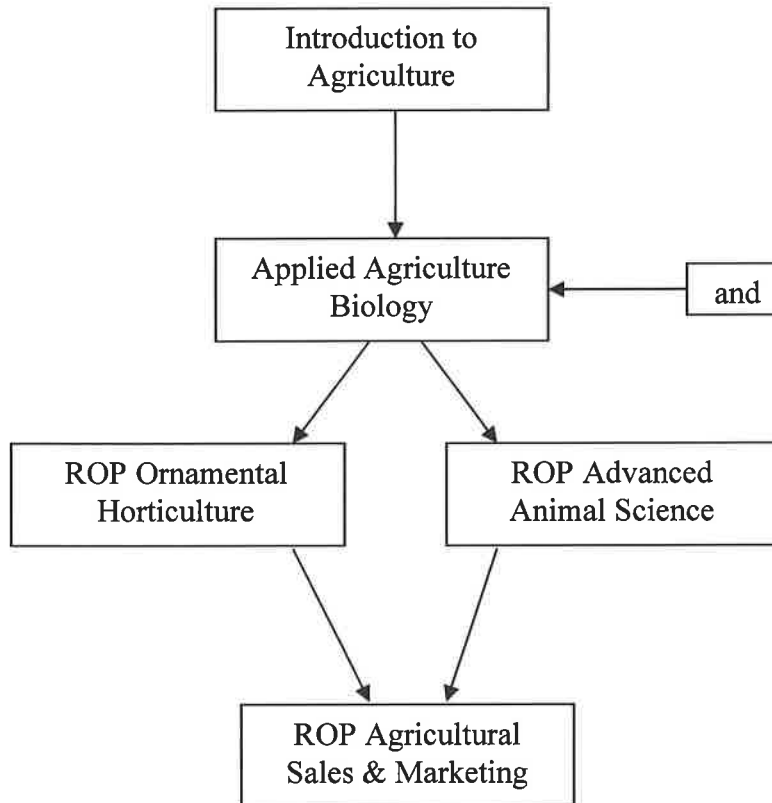 Introduction to
Agriculture
Applied Agriculture
Biology
and
ROP Ornamental
Horticulture
ROP Advanced
Animal Science
ROP Agricultural
Sales & Marketing